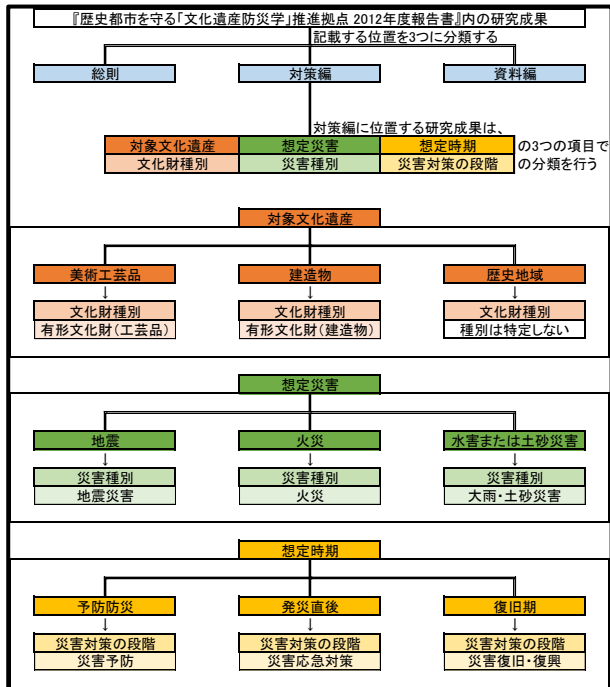 『歴史都市を守る「文化遺産防災学」推進拠点 2012年度報告書』内の研究成果
記載する位置を3つに分類する
総則 対策編 資料編
対策編に位置する研究成果は、
対象文化遺産 想定災害 想定時期 の3つの項目で
文化財種別 災害種別 災害対策の段階 の分類を行う
対象文化遺産
美術工芸品 建造物 歴史地域
↓ ↓ ↓
文化財種別 文化財種別 文化財種別
有形文化財(工芸品) 有形文化財(建造物) 種別は特定しない
想定災害
地震 火災 水害または土砂災害
↓ ↓ ↓
災害種別 災害種別 災害種別
地震災害 火災 大雨・土砂災害
想定時期
予防防災 発災直後 復旧期
↓ ↓ ↓
災害対策の段階 災害対策の段階 災害対策の段階
災害予防 災害応急対策 災害復旧・復興